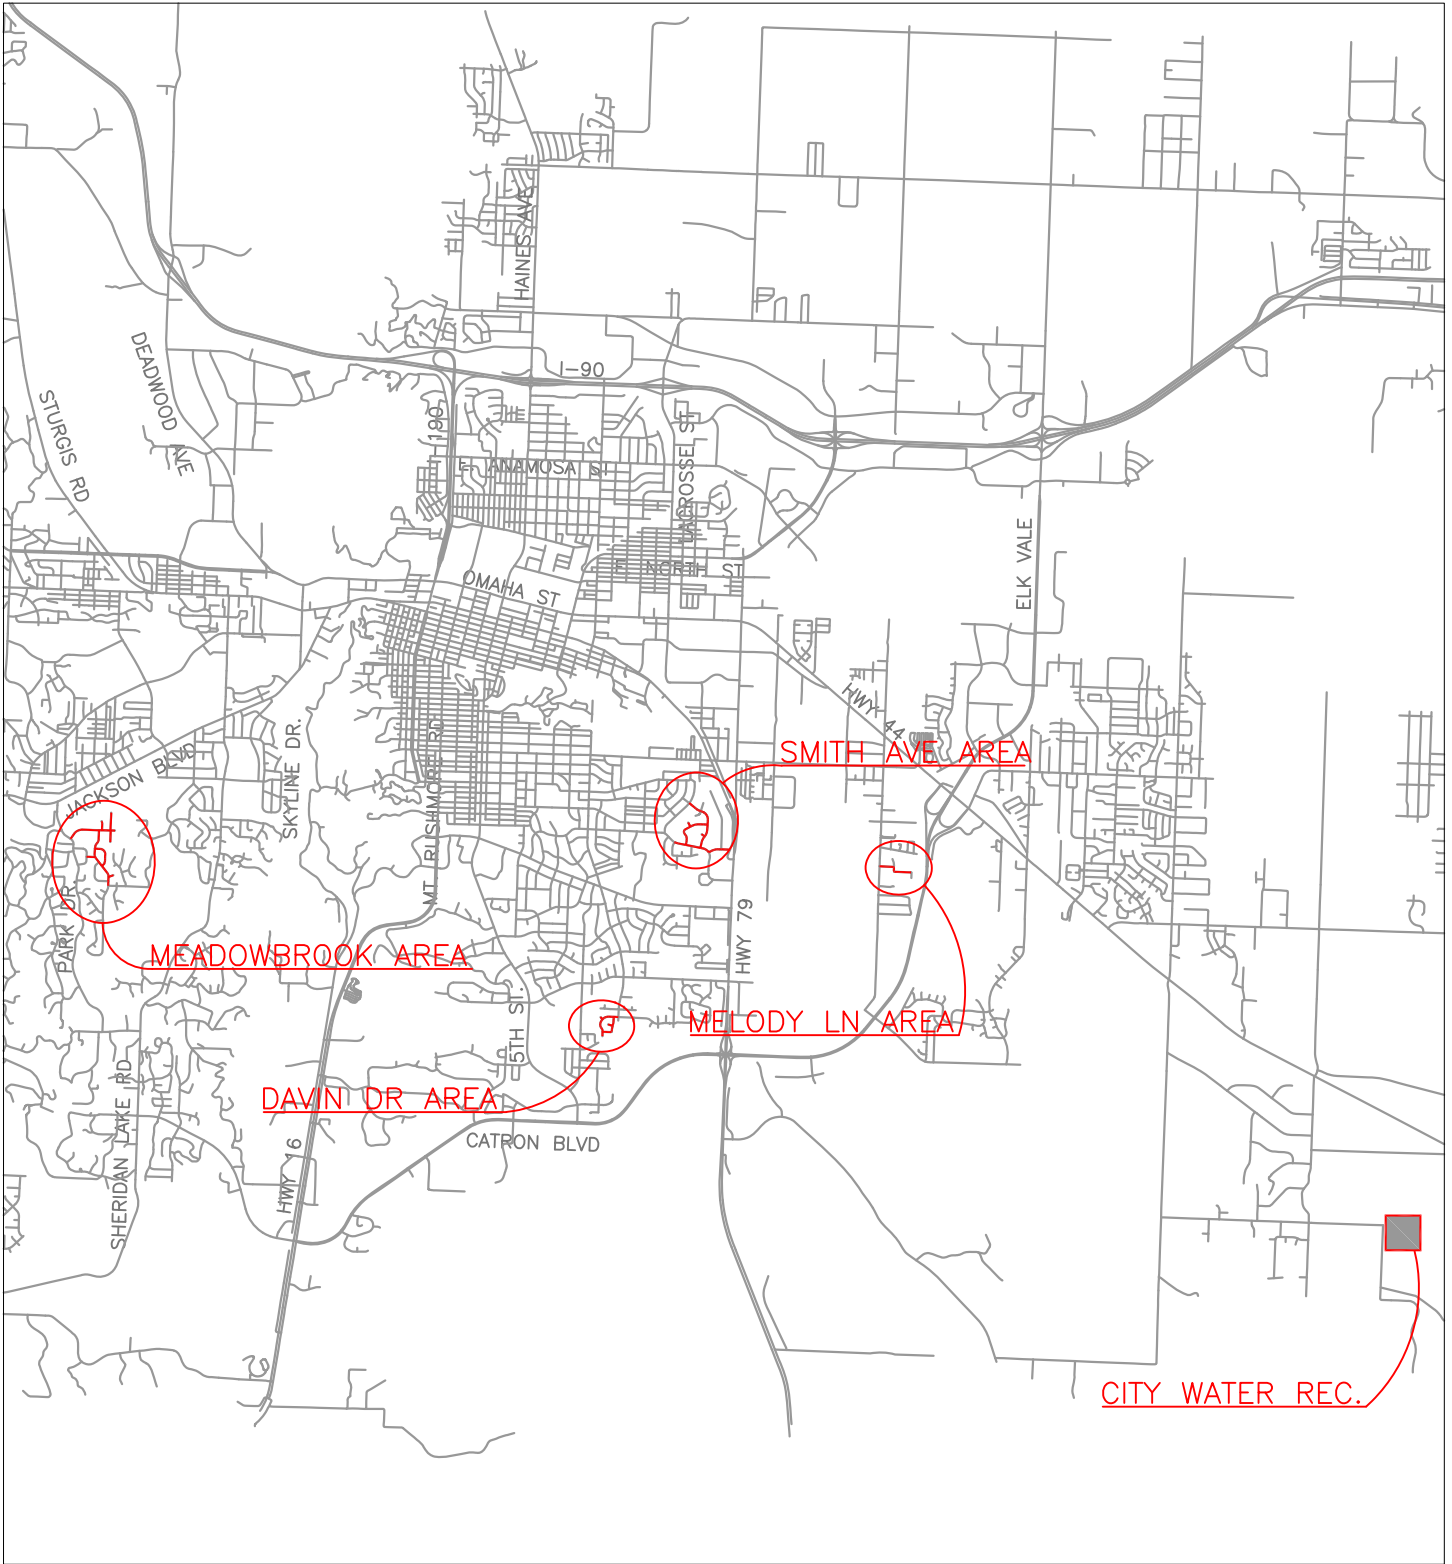 HAINES AVE
DEADWOOD AVE
I-90
STURGIS RD
I-190
LACROSSE ST
E ANAMOSA ST
ELK VALE
E NORTH ST
OMAHA ST
HWY 44
SKYLINE DR.
MT RUSHMORE RD
SMITH AVE AREA
JACKSON BLVD
PARK DR
HWY 79
MEADOWBROOK AREA
5TH ST.
MELODY LN AREA
DAVIN DR AREA
SHERIDAN LAKE RD
HWY 16
CATRON BLVD
CITY WATER REC.